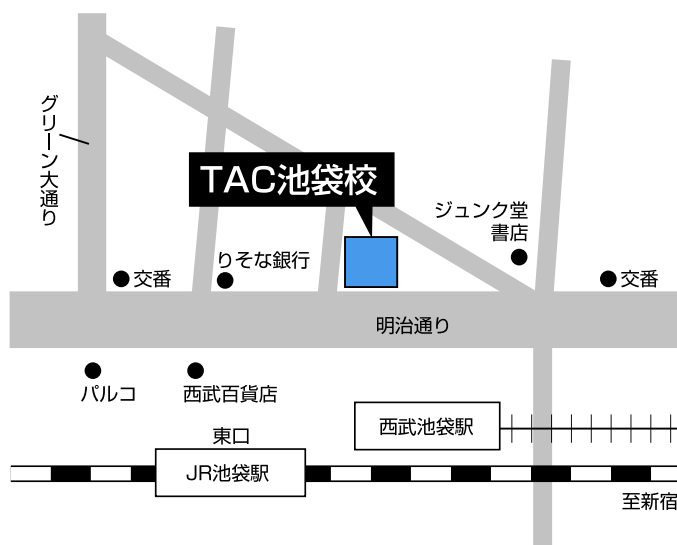 グリーン大通り
TAC池袋校
ジュンク堂
書店
りそな銀行
交番
交番
明治通り
パルコ
西武百貨店
西武池袋駅
東口
JR池袋駅
至新宿